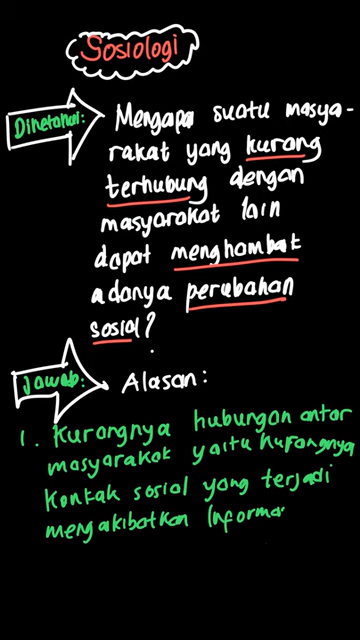 Sosiologi
Diketahui:
Mengapa suatu masya-
rakat yang kurang
terhubung dengan
masyarakat lain
dapat menghambat
adanya perubahan
sosial?
Jawab:
Alasan:
1. Kurangnya hubungan antar
masyarakat yaitu kurangnya
kontak sosial yang terjadi
mengakibatkan Informa